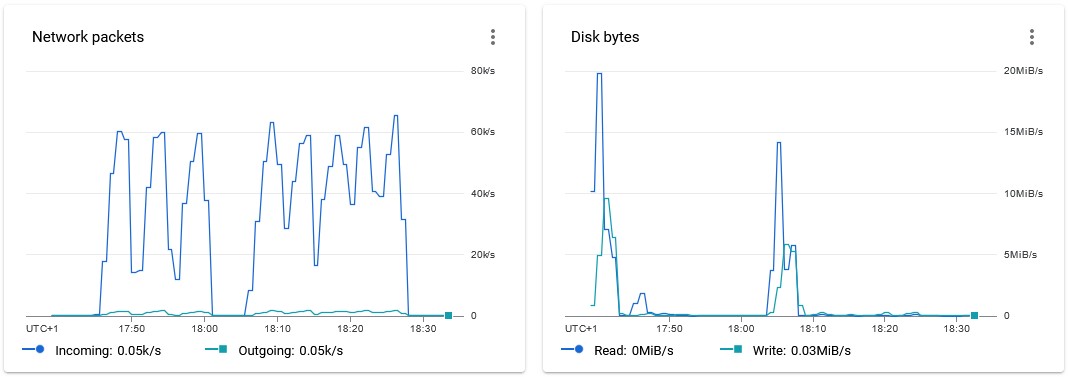 Network packets
80k/s
60k/s
40k/s
20k/s
0
UTC+1 17:50 18:00 18:10 18:20 18:30
Incoming: 0.05k/s Outgoing: 0.05k/s
Disk bytes
20MiB/s
15MiB/s
10MiB/s
5MiB/s
0
UTC+1 17:50 18:00 18:10 18:20 18:30
Read: 0MiB/s Write: 0.03MiB/s